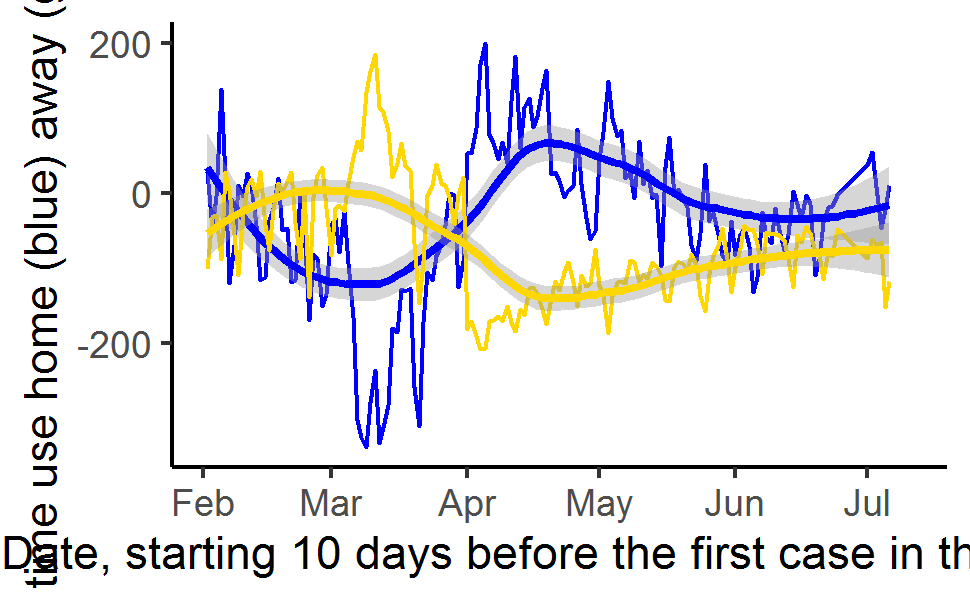 time use home (blue) away (
200
0
-200
Feb Mar Apr May Jun Jul
Date, starting 10 days before the first case in th